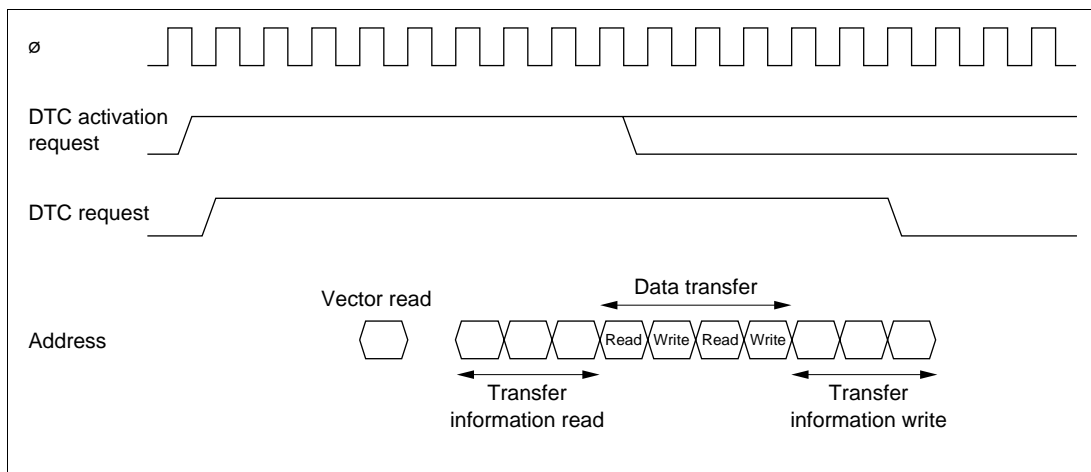 ø
DTC activation
request
DTC request
Data transfer
Vector read
Address
Read Write Read Write
Transfer
information read
Transfer
information write